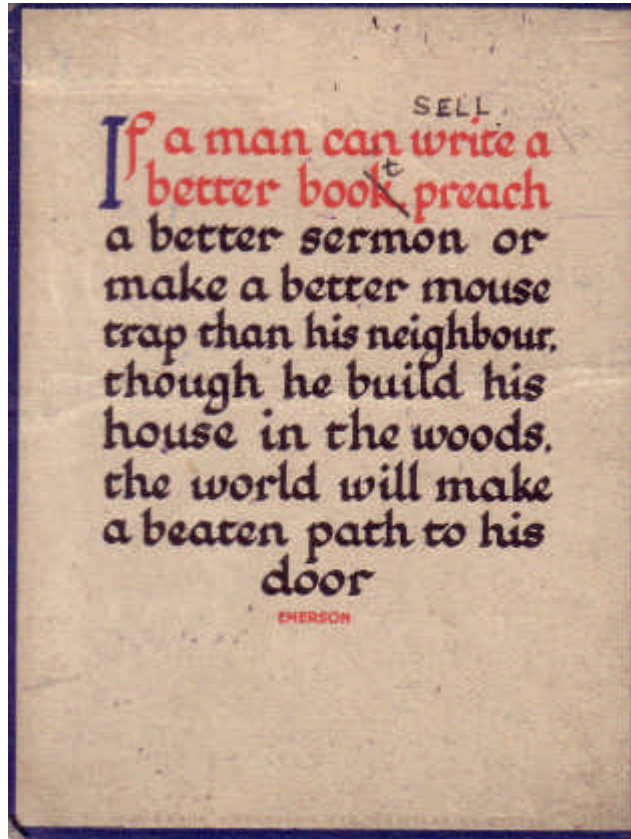 SELL.
If a man can write a
t
better book preach
a better sermon or
make a better mouse
trap than his neighbour.
though he build his
house in the woods.
the world will make
a beaten path to his
door
EMERSON